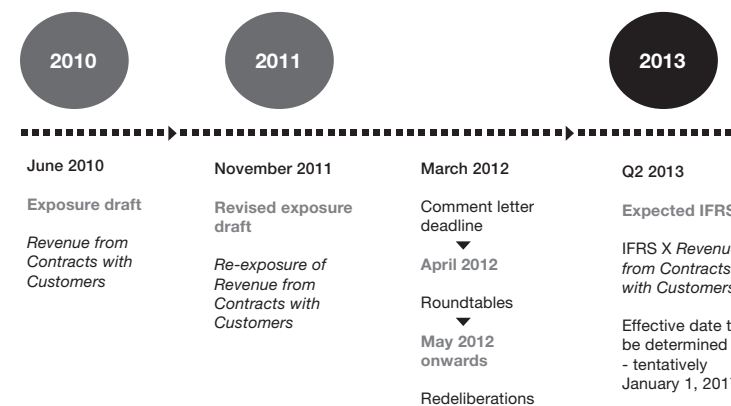 2010
2011
2013
June 2010
Exposure draft
Revenue from
Contracts with
Customers
November 2011
Revised exposure
draft
Re-exposure of
Revenue from
Contracts with
Customers
March 2012
Comment letter
deadline
April 2012
Roundtables
May 2012
onwards
Redeliberations
Q2 2013
Expected IFRS
IFRS X Revenu
from Contracts
with Customers
Effective date t
be determined
- tentatively
January 1, 201